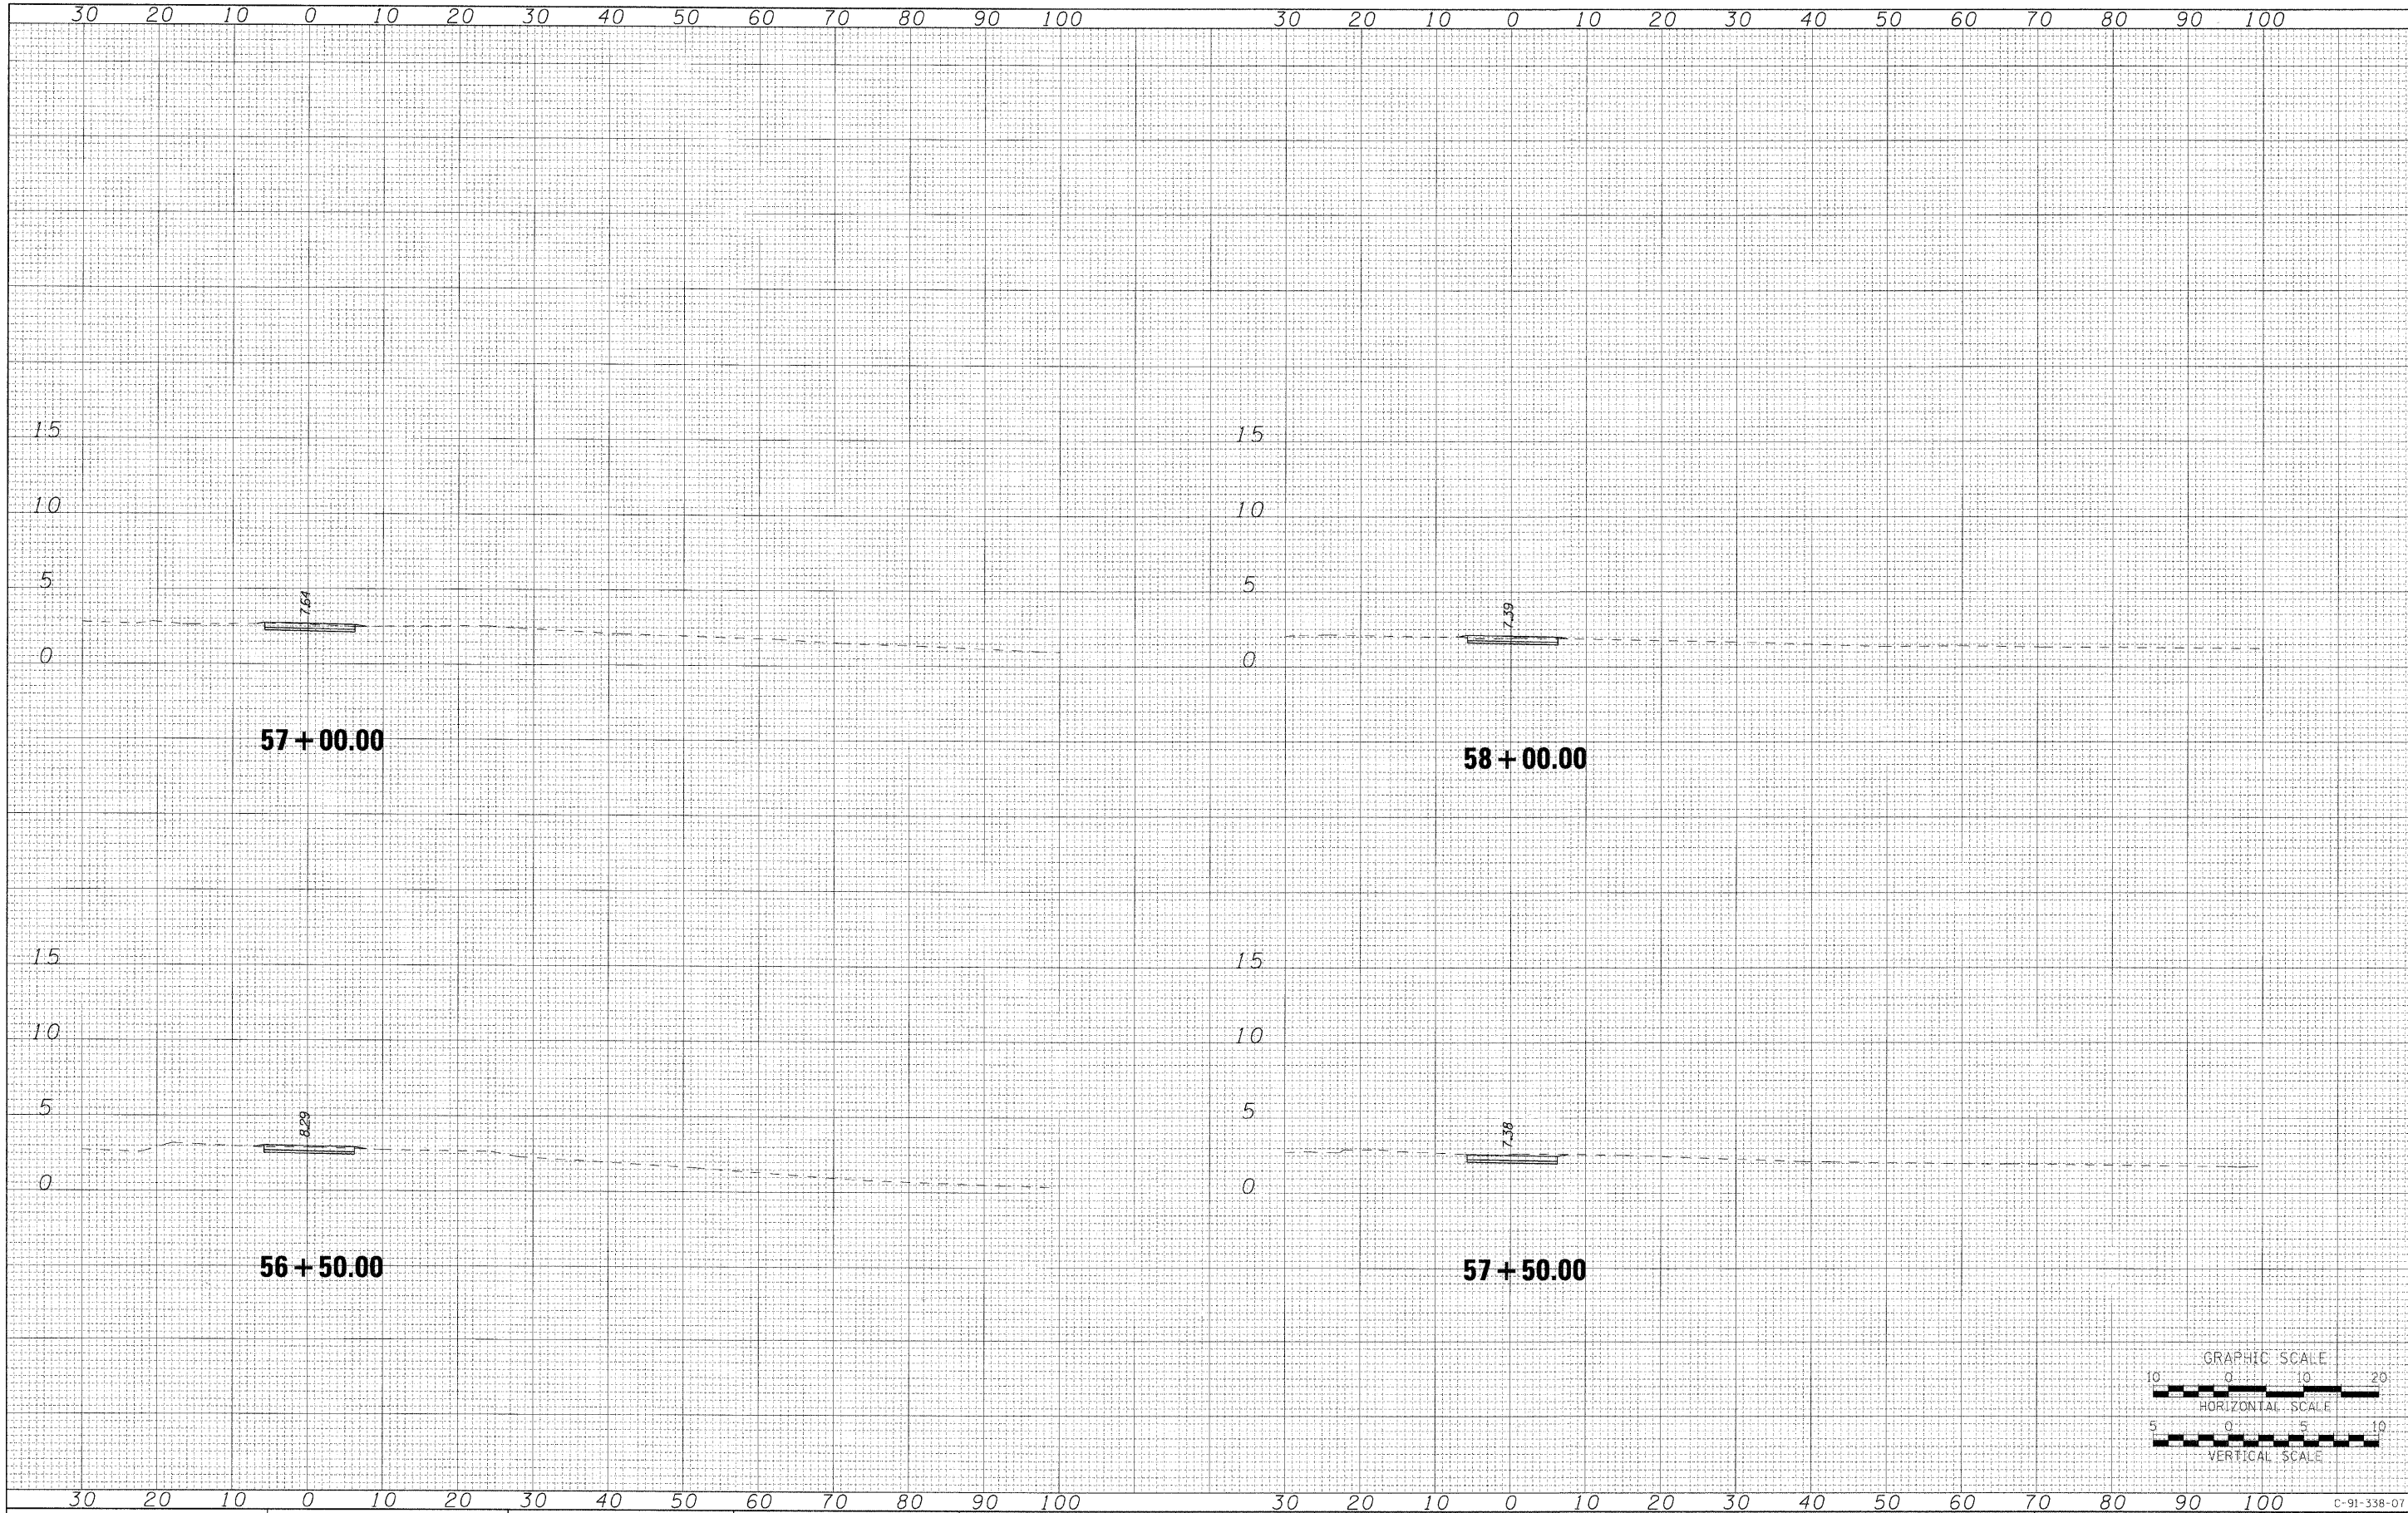 30 20 10 0 10 20 30 40 50 60 70 80 90 100 30 20 10 0 10 20 30 40 50 60 70 80 90 100
15 15
10 10
5 5
7.64 7.39
0 0
57+00.00 58+00.00
15 15
10 10
5 5
8.29 7.38
0 0
56+50.00 57+50.00
GRAPHIC SCALE
10 0 10 20
HORIZONTAL SCALE
5 0 5 10
VERTICAL SCALE
30 20 10 0 10 20 30 40 50 60 70 80 90 100 30 20 10 0 10 20 30 40 50 60 70 80 90 100
C-91-338-07